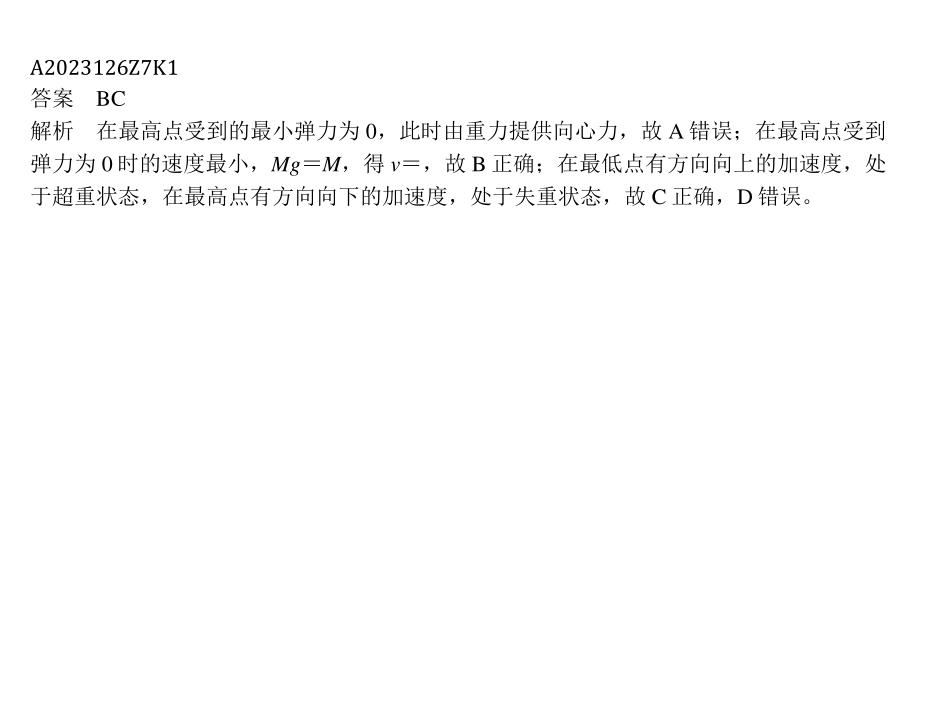 A2023126Z7K1
答案　BC
解析　在最高点受到的最小弹力为 0，此时由重力提供向心力，故 A 错误；在最高点受到
弹力为 0 时的速度最小，Mg＝M，得 v＝，故 B 正确；在最低点有方向向上的加速度，处
于超重状态，在最高点有方向向下的加速度，处于失重状态，故 C 正确，D 错误。